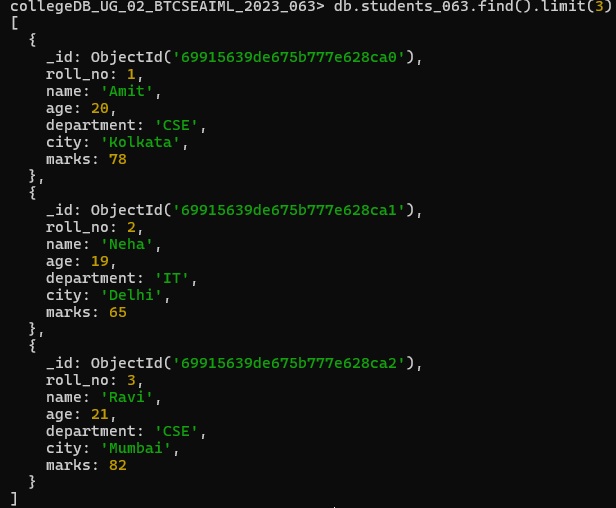 collegeDB_UG_02_BTCSEAIML_2023_063> db.students_063.find().limit(3)
[
  {
    _id: ObjectId('69915639de675b777e628ca0'),
    roll_no: 1,
    name: 'Amit',
    age: 20,
    department: 'CSE',
    city: 'Kolkata',
    marks: 78
  },
  {
    _id: ObjectId('69915639de675b777e628ca1'),
    roll_no: 2,
    name: 'Neha',
    age: 19,
    department: 'IT',
    city: 'Delhi',
    marks: 65
  },
  {
    _id: ObjectId('69915639de675b777e628ca2'),
    roll_no: 3,
    name: 'Ravi',
    age: 21,
    department: 'CSE',
    city: 'Mumbai',
    marks: 82
  }
]